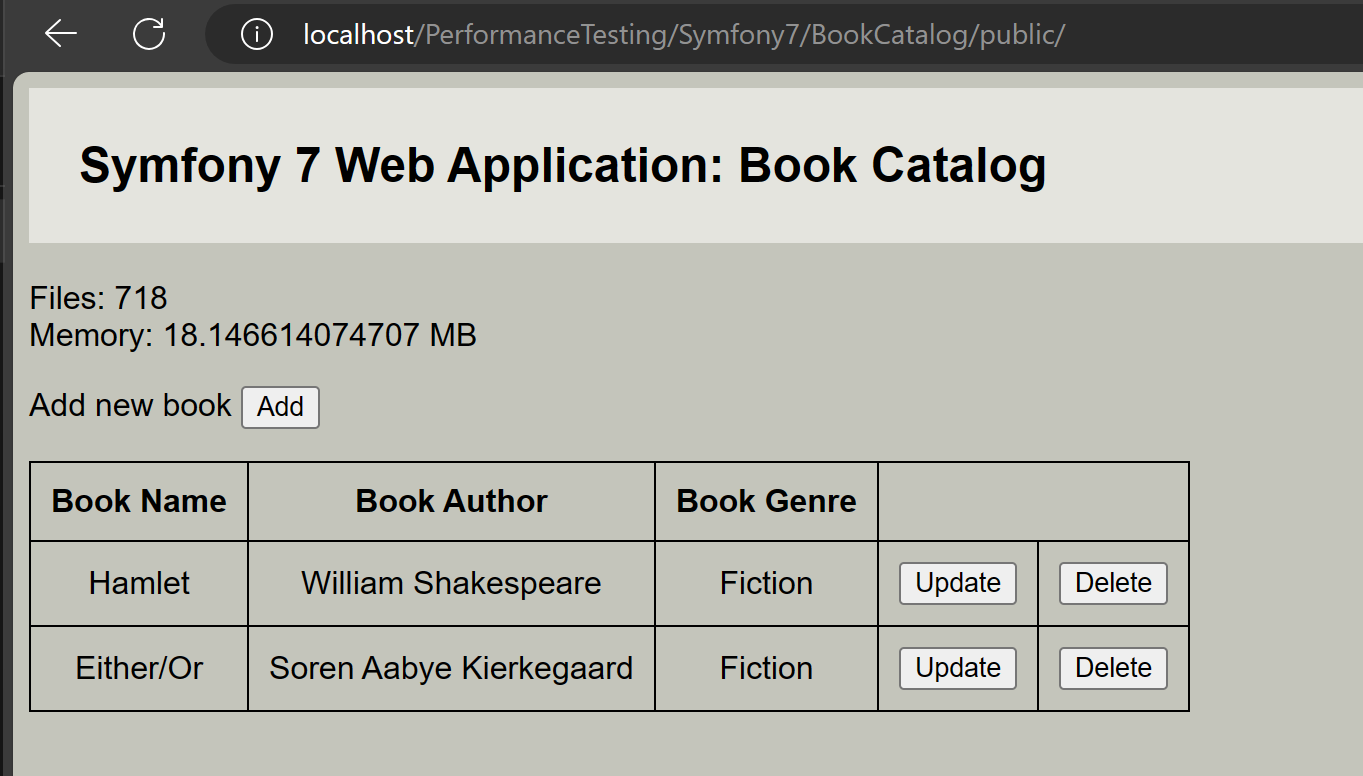 localhost/PerformanceTesting/Symfony7/BookCatalog/public/
Symfony 7 Web Application: Book Catalog
Files: 718
Memory: 18.146614074707 MB
Add new book Add
Book Name Book Author Book Genre
Hamlet William Shakespeare Fiction Update Delete
Either/Or Soren Aabye Kierkegaard Fiction Update Delete